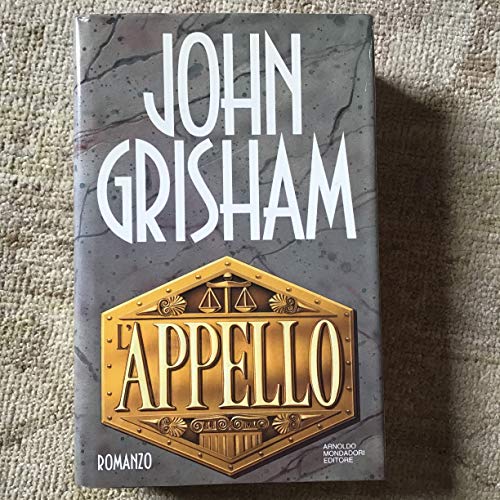 JOHN
GRISHAM
L'APPELLO
ROMANZO
ARNOLDO
MONDADORI
EDITORE